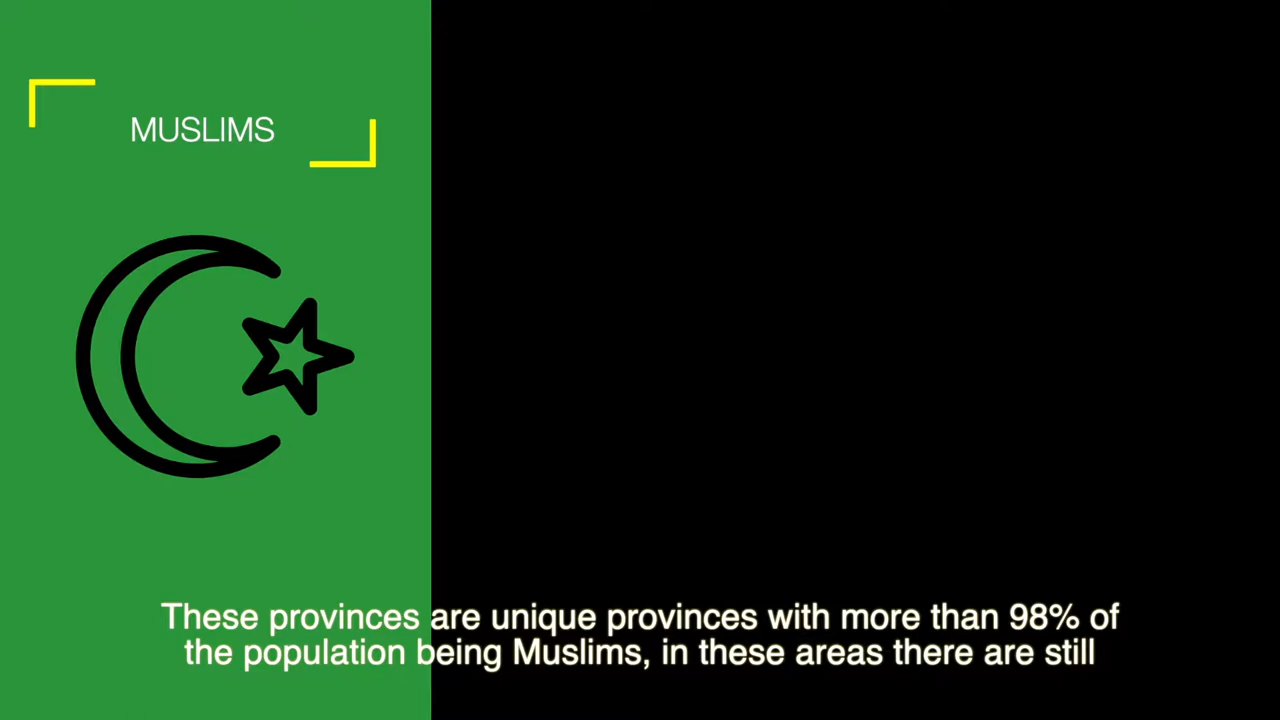 MUSLIMS
These provinces are unique provinces with more than 98% of
the population being Muslims, in these areas there are still